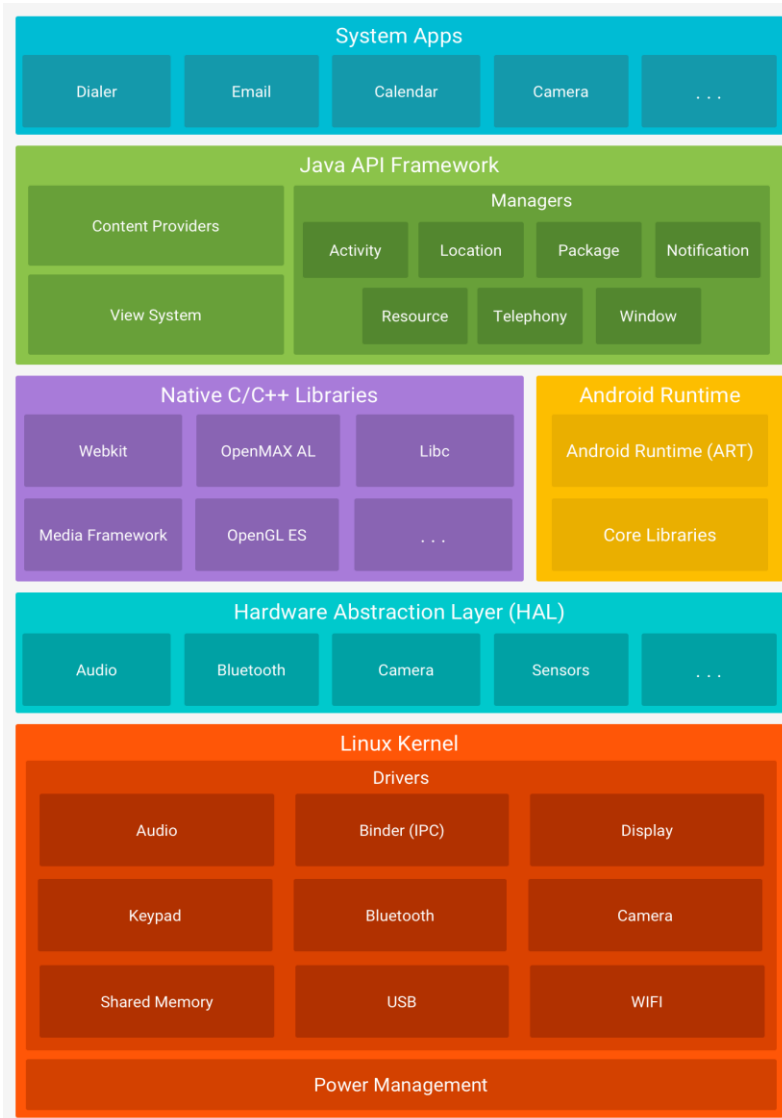 System Apps
Dialer
Email
Calendar
Camera
. . .
Java API Framework
Content Providers
View System
Managers
Activity
Location
Package
Notification
Resource
Telephony
Window
Native C/C++ Libraries
Webkit
OpenMAX AL
Libc
Media Framework
OpenGL ES
. . .
Android Runtime
Android Runtime (ART)
Core Libraries
Hardware Abstraction Layer (HAL)
Audio
Bluetooth
Camera
Sensors
. . .
Linux Kernel
Drivers
Audio
Binder (IPC)
Display
Keypad
Bluetooth
Camera
Shared Memory
USB
WIFI
Power Management